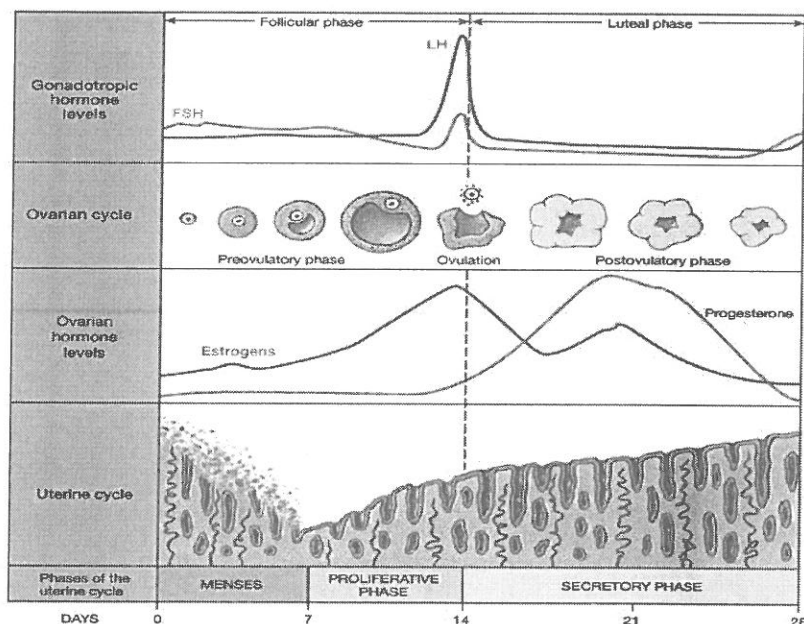 Follicular phase
Luteal phase
Gonadotropic
hormone
levels
LH
FSH
Ovarian cycle
Preovulatory phase
Ovulation
Postovulatory phase
Ovarian
hormone
levels
Estrogens
Progesterone
Uterine cycle
Phases of the
uterine cycle
MENSES
PROLIFERATIVE
PHASE
SECRETORY PHASE
DAYS
0
7
14
21
28